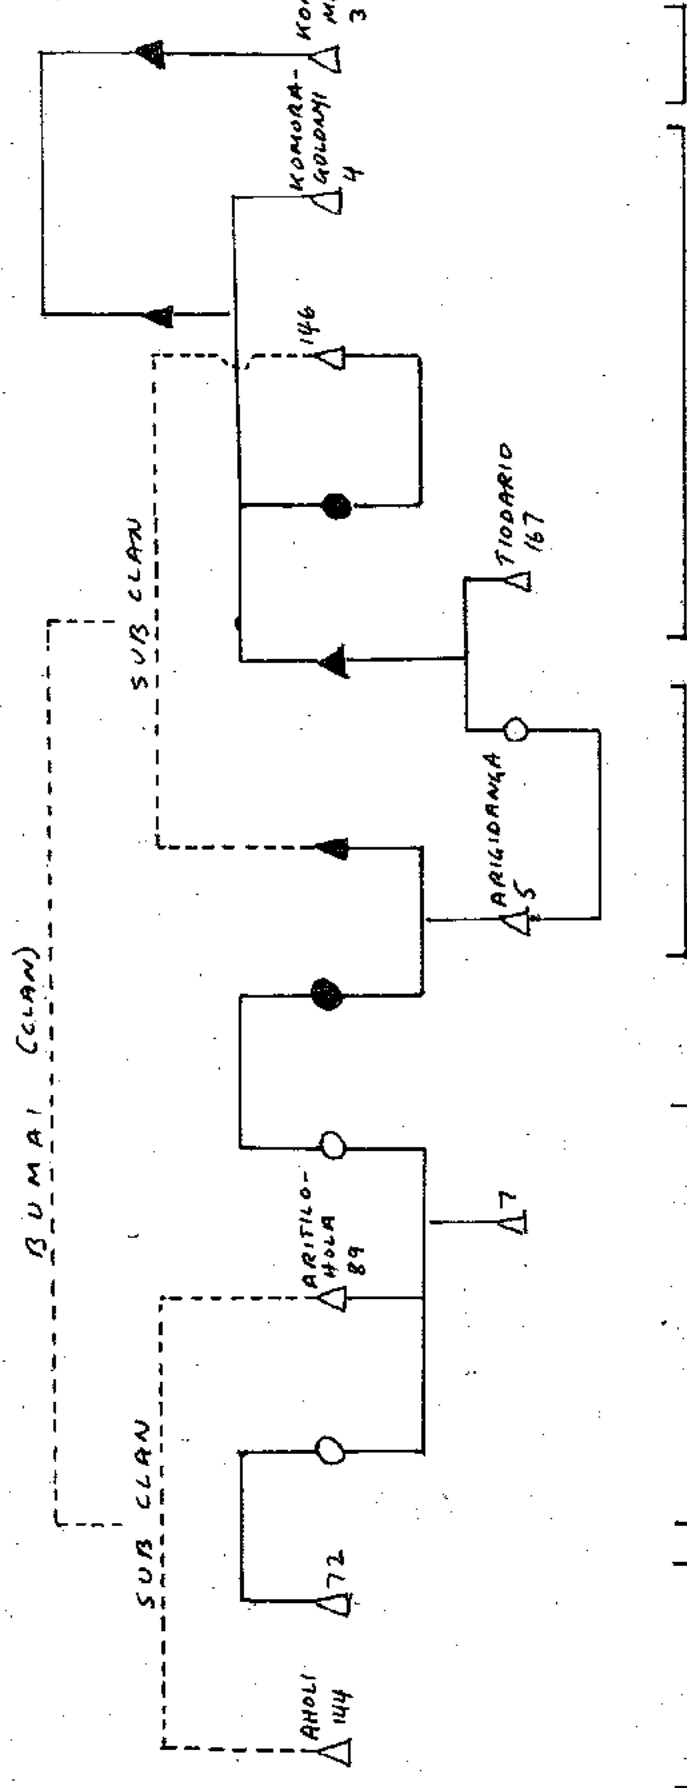 BUMAI (CLAN)
SUB CLAN
SUB CLAN
AHOLI
144
72
ARITILO-
HOLA
89
7
ARIGIDANGA
5
TIODARIO
167
146
KOMORA-
GOLDMYI
4
3